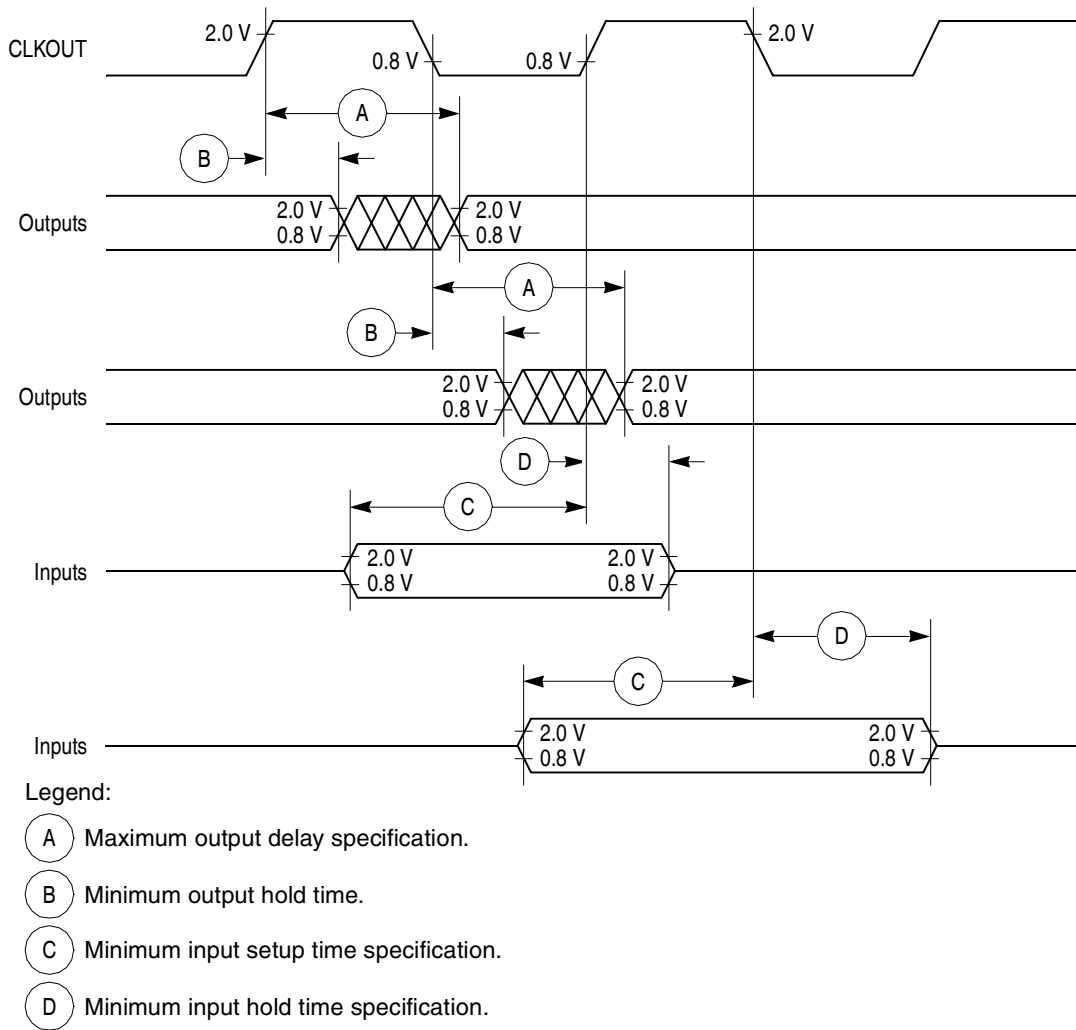 CLKOUT
2.0 V
0.8 V
0.8 V
2.0 V
A
B
Outputs
2.0 V
0.8 V
2.0 V
0.8 V
A
B
Outputs
2.0 V
0.8 V
2.0 V
0.8 V
D
C
Inputs
2.0 V
0.8 V
2.0 V
0.8 V
D
C
Inputs
2.0 V
0.8 V
2.0 V
0.8 V
Legend:
A Maximum output delay specification.
B Minimum output hold time.
C Minimum input setup time specification.
D Minimum input hold time specification.